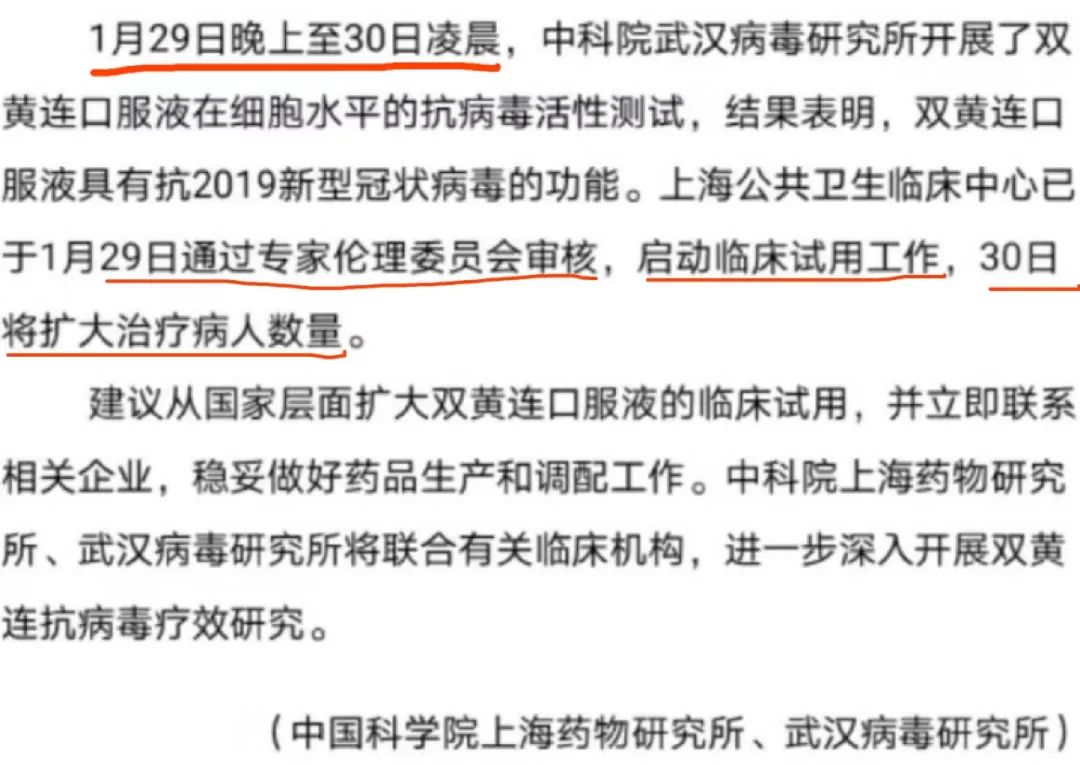 1月29日晚上至30日凌晨，中科院武汉病毒研究所开展了双
黄连口服液在细胞水平的抗病毒活性测试，结果表明，双黄连口
服液具有抗2019新型冠状病毒的功能。上海公共卫生临床中心已
于1月29日通过专家伦理委员会审核，启动临床试用工作，30日
将扩大治疗病人数量。
建议从国家层面扩大双黄连口服液的临床试用，并立即联系
相关企业，稳妥做好药品生产和调配工作。中科院上海药物研究
所、武汉病毒研究所将联合有关临床机构，进一步深入开展双黄
连抗病毒疗效研究。
（中国科学院上海药物研究所、武汉病毒研究所）